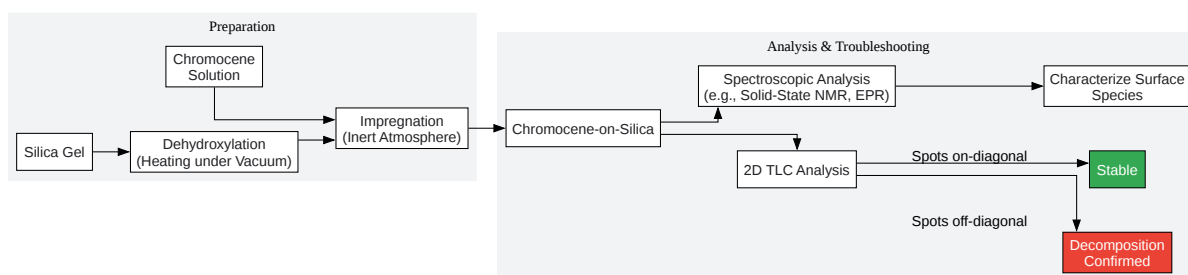 Preparation
Chromocene
Solution
Silica Gel
Dehydroxylation
(Heating under Vacuum)
Impregnation
(Inert Atmosphere)
Analysis & Troubleshooting
Chromocene-on-Silica
Spectroscopic Analysis
(e.g., Solid-State NMR, EPR)
Characterize Surface
Species
2D TLC Analysis
Spots on-diagonal
Stable
Spots off-diagonal
Decomposition
Confirmed